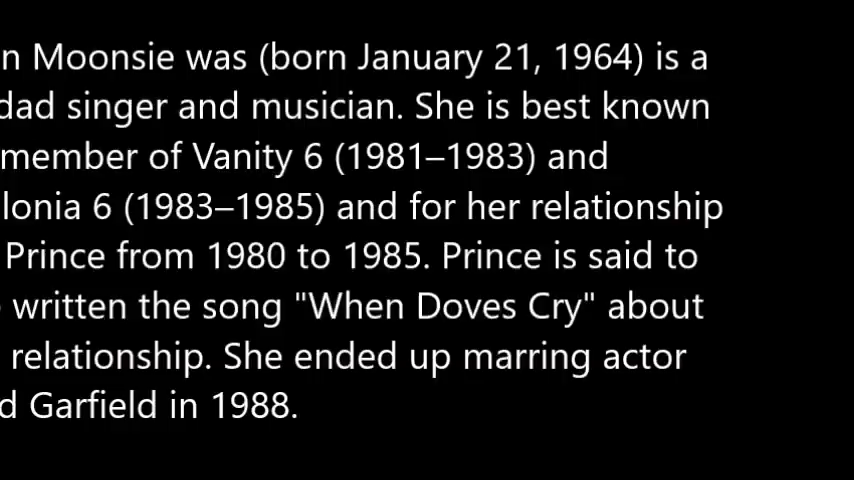 n Moonsie was (born January 21, 1964) is a
dad singer and musician. She is best known
member of Vanity 6 (1981–1983) and
lonia 6 (1983–1985) and for her relationship
Prince from 1980 to 1985. Prince is said to
written the song "When Doves Cry" about
relationship. She ended up marring actor
d Garfield in 1988.